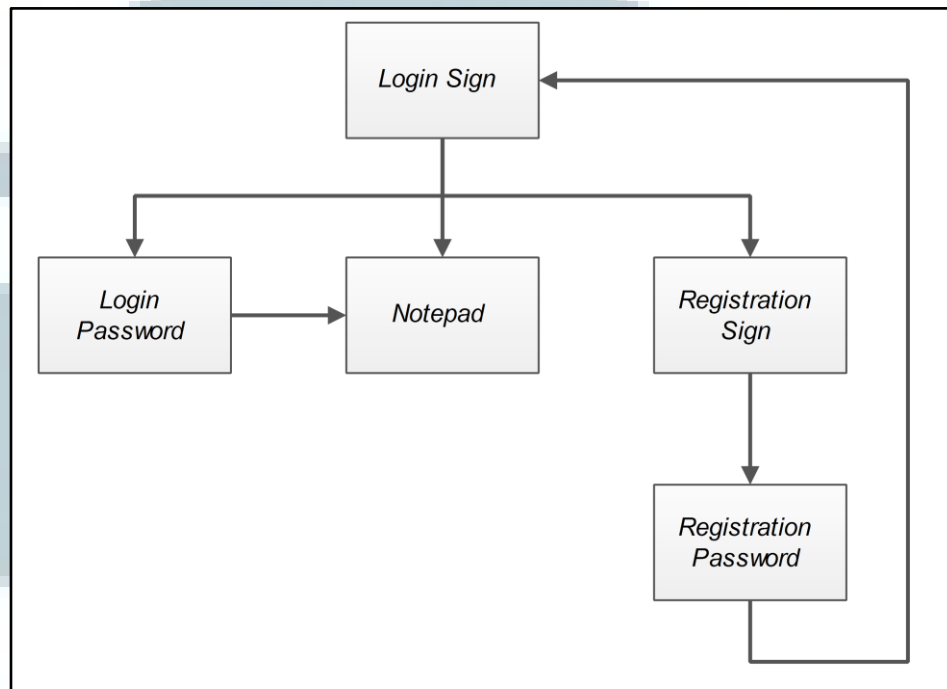 Login Sign
Login
Password
Notepad
Registration
Sign
Registration
Password